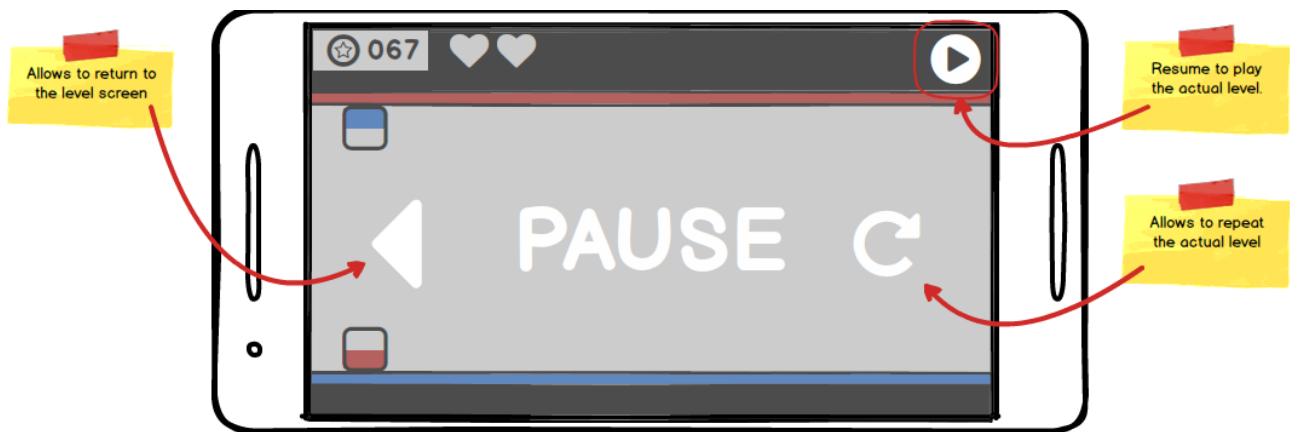 Allows to return to
the level screen
067
Resume to play
the actual level.
PAUSE
Allows to repeat
the actual level